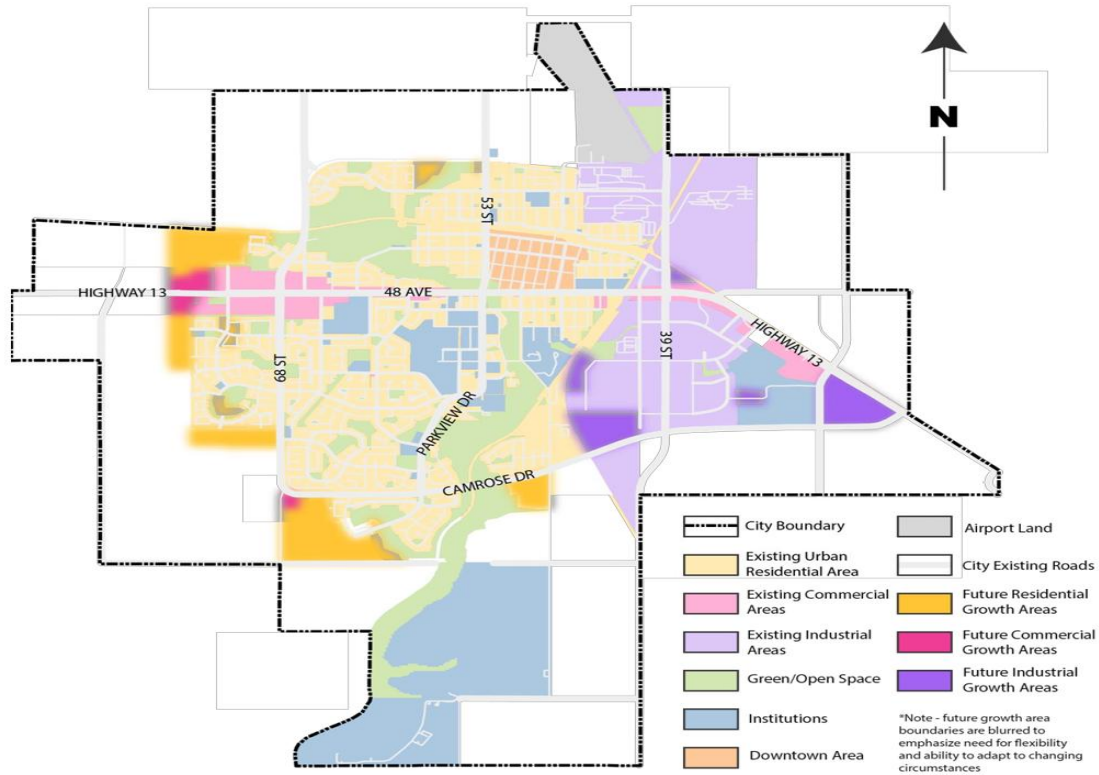 N
53 ST
HIGHWAY 13
48 AVE
HIGHWAY 13
39 ST
68 ST
PARKVIEW DR
CAMROSE DR
City Boundary
Existing Urban
Residential Area
Existing Commercial
Areas
Existing Industrial
Areas
Green/Open Space
Institutions
Downtown Area
Airport Land
City Existing Roads
Future Residential
Growth Areas
Future Commercial
Growth Areas
Future Industrial
Growth Areas
*Note - future growth area
boundaries are blurred to
emphasize need for flexibility
and ability to adapt to changing
circumstances